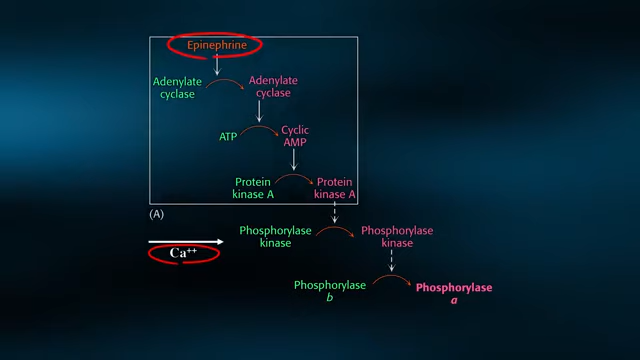 Epinephrine
Adenylate
cyclase
Adenylate
cyclase
ATP
Cyclic
AMP
Protein
kinase A
Protein
kinase A
(A)
Phosphorylase
kinase
Phosphorylase
kinase
Ca⁺⁺
Phosphorylase
b
Phosphorylase
a